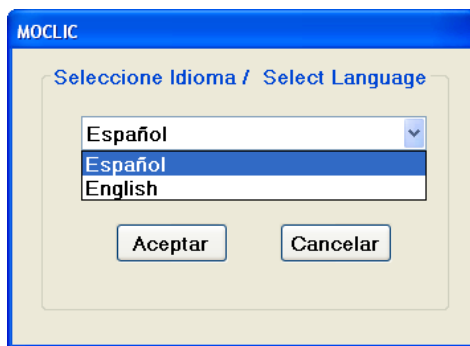 MOCLIC
Seleccione Idioma / Select Language
Español
Español
English
Aceptar Cancelar